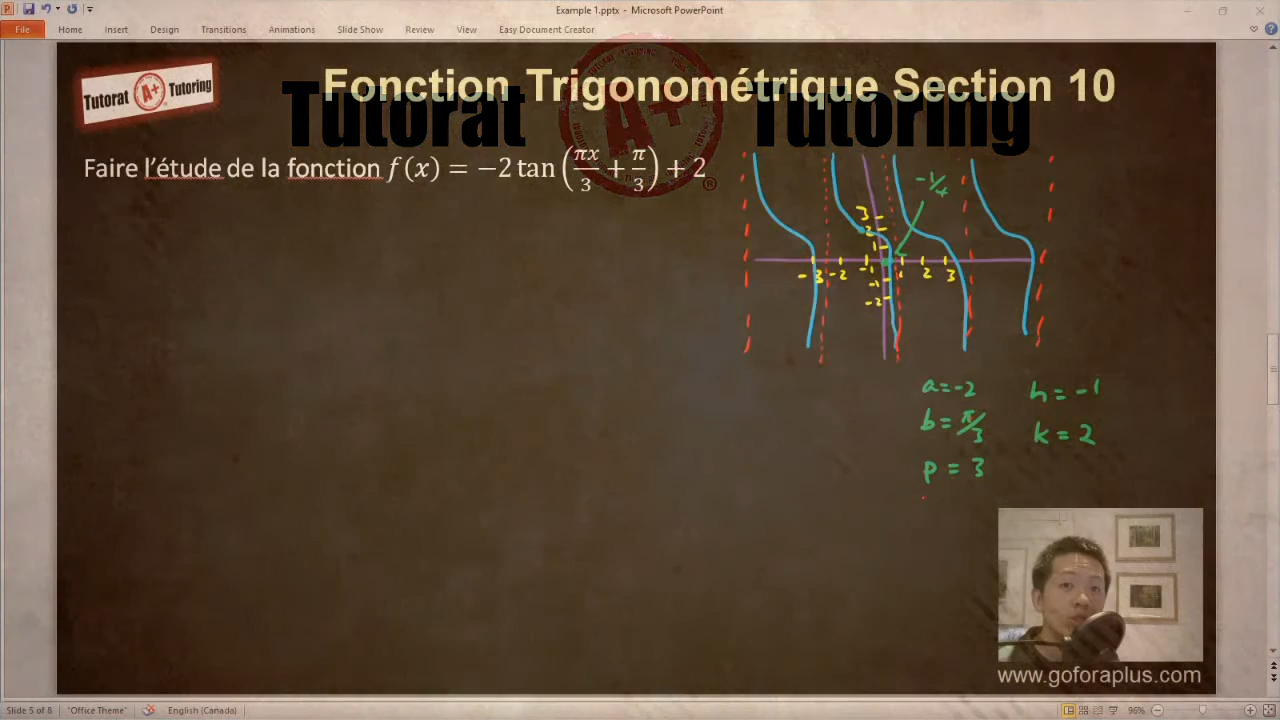 Example 1.pptx - Microsoft PowerPoint
File Home Insert Design Transitions Animations Slide Show Review View Easy Document Creator
Tutorat A+ Tutoring
Fonction Trigonométrique Section 10
Tutorat A+ Tutoring
Faire l'étude de la fonction f(x) = −2 tan (πx/3 + π/3) + 2
-1/4
3
2
1
-3 -2 -1 1 2 3
-1
-2
a = -2 h = -1
b = π/3 k = 2
p = 3
www.goforaplus.com
Slide 5 of 8 "Office Theme" English (Canada) 96%